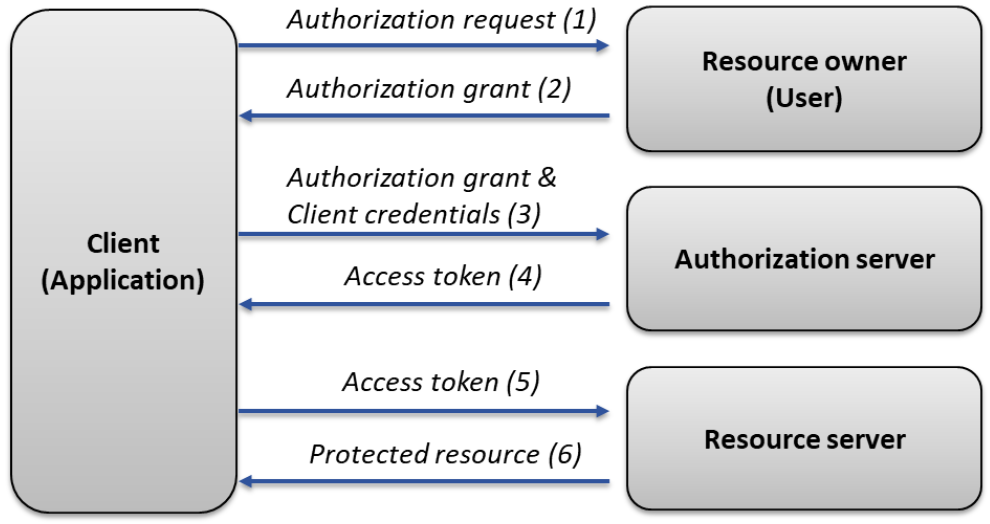 Authorization request (1)
Resource owner
(User)
Authorization grant (2)
Authorization grant &
Client credentials (3)
Client
(Application)
Authorization server
Access token (4)
Access token (5)
Resource server
Protected resource (6)